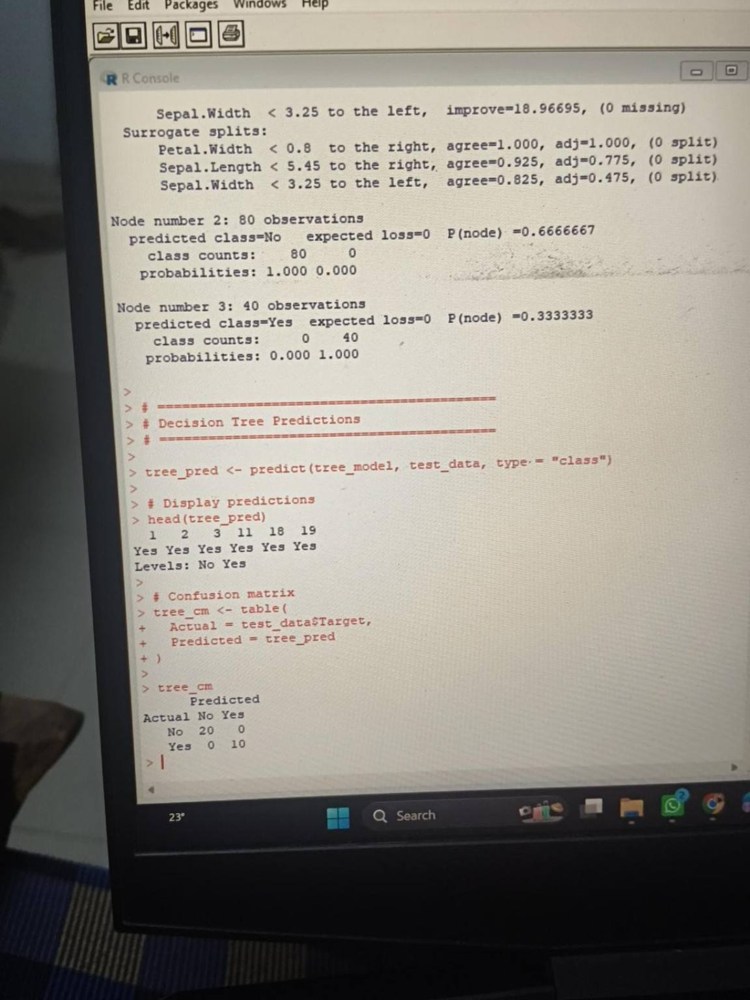 File Edit Packages Windows Help
R Console
Sepal.Width < 3.25 to the left, improve=18.96695, (0 missing)
Surrogate splits:
Petal.Width < 0.8 to the right, agree=1.000, adj=1.000, (0 split)
Sepal.Length < 5.45 to the right, agree=0.925, adj=0.775, (0 split)
Sepal.Width < 3.25 to the left, agree=0.825, adj=0.475, (0 split)
Node number 2: 80 observations
predicted class=No expected loss=0 P(node) =0.6666667
class counts: 80 0
probabilities: 1.000 0.000
Node number 3: 40 observations
predicted class=Yes expected loss=0 P(node) =0.3333333
class counts: 0 40
probabilities: 0.000 1.000
>
> # =========================================
> # Decision Tree Predictions
> # =========================================
>
> tree_pred <- predict(tree_model, test_data, type = "class")
>
> # Display predictions
> head(tree_pred)
1 2 3 11 18 19
Yes Yes Yes Yes Yes Yes
Levels: No Yes
>
> # Confusion matrix
> tree_cm <- table(
+ Actual = test_data$Target,
+ Predicted = tree_pred
+ )
>
> tree_cm
Predicted
Actual No Yes
No 20 0
Yes 0 10
>
23°
Search
2